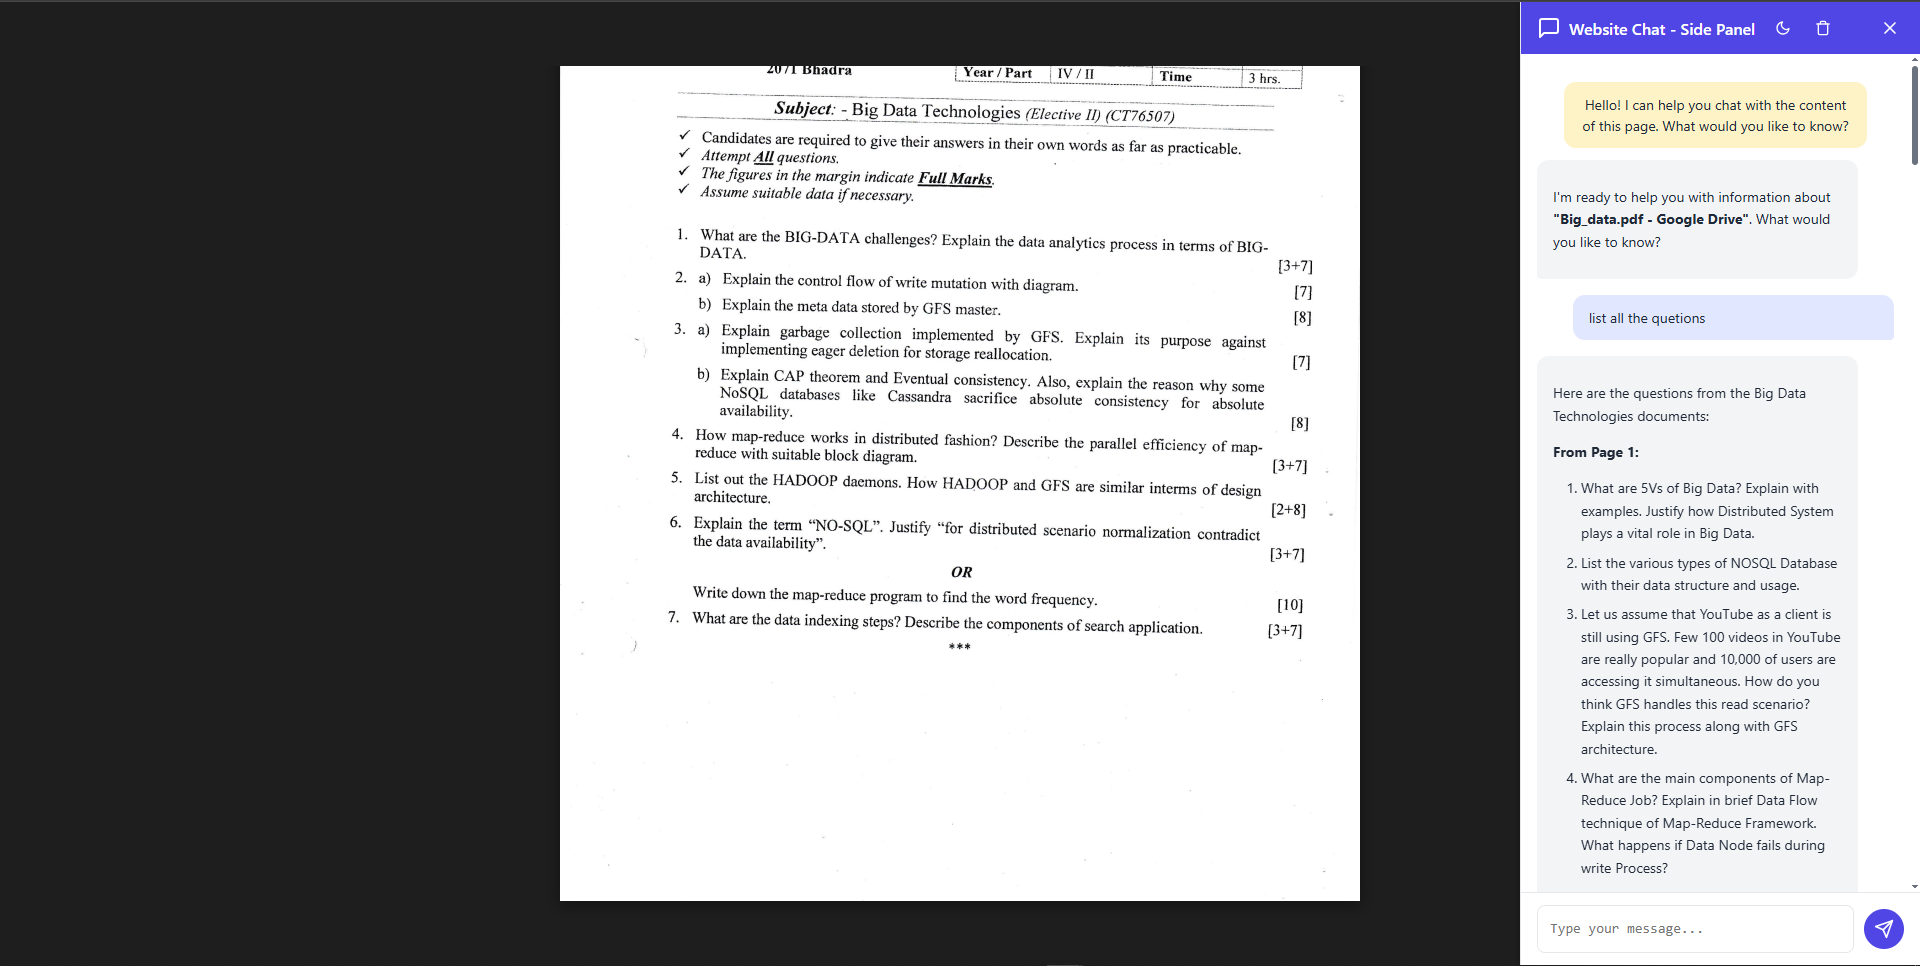 2071 Bhadra
Year / Part IV / II Time 3 hrs.
Subject: - Big Data Technologies (Elective II) (CT76507)
✓ Candidates are required to give their answers in their own words as far as practicable.
✓ Attempt All questions.
✓ The figures in the margin indicate Full Marks.
✓ Assume suitable data if necessary.
1. What are the BIG-DATA challenges? Explain the data analytics process in terms of BIG-
DATA. [3+7]
2. a) Explain the control flow of write mutation with diagram. [7]
b) Explain the meta data stored by GFS master. [8]
3. a) Explain garbage collection implemented by GFS. Explain its purpose against
implementing eager deletion for storage reallocation. [7]
b) Explain CAP theorem and Eventual consistency. Also, explain the reason why some
NoSQL databases like Cassandra sacrifice absolute consistency for absolute
availability. [8]
4. How map-reduce works in distributed fashion? Describe the parallel efficiency of map-
reduce with suitable block diagram. [3+7]
5. List out the HADOOP daemons. How HADOOP and GFS are similar interms of design
architecture. [2+8]
6. Explain the term “NO-SQL”. Justify “for distributed scenario normalization contradict
the data availability”. [3+7]
OR
Write down the map-reduce program to find the word frequency. [10]
7. What are the data indexing steps? Describe the components of search application. [3+7]
***
Website Chat - Side Panel
Hello! I can help you chat with the content
of this page. What would you like to know?
I'm ready to help you with information about
"Big_data.pdf - Google Drive". What would
you like to know?
list all the quetions
Here are the questions from the Big Data
Technologies documents:
From Page 1:
1. What are 5Vs of Big Data? Explain with
examples. Justify how Distributed System
plays a vital role in Big Data.
2. List the various types of NOSQL Database
with their data structure and usage.
3. Let us assume that YouTube as a client is
still using GFS. Few 100 videos in YouTube
are really popular and 10,000 of users are
accessing it simultaneous. How do you
think GFS handles this read scenario?
Explain this process along with GFS
architecture.
4. What are the main components of Map-
Reduce Job? Explain in brief Data Flow
technique of Map-Reduce Framework.
What happens if Data Node fails during
write Process?
Type your message...